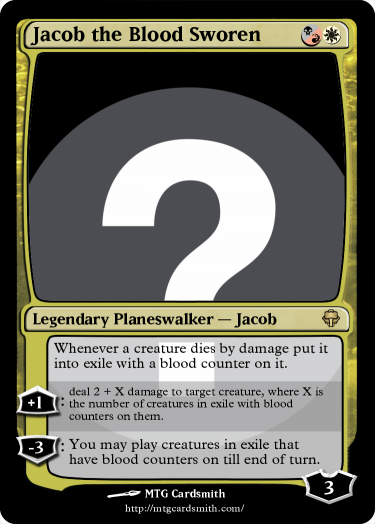 Jacob the Blood Sworen
Legendary Planeswalker — Jacob
Whenever a creature dies by damage put it
into exile with a blood counter on it.
+1 : deal 2 + X damage to target creature, where X is
the number of creatures in exile with blood
counters on them.
-3 : You may play creatures in exile that
have blood counters on till end of turn.
3
MTG Cardsmith
http://mtgcardsmith.com/